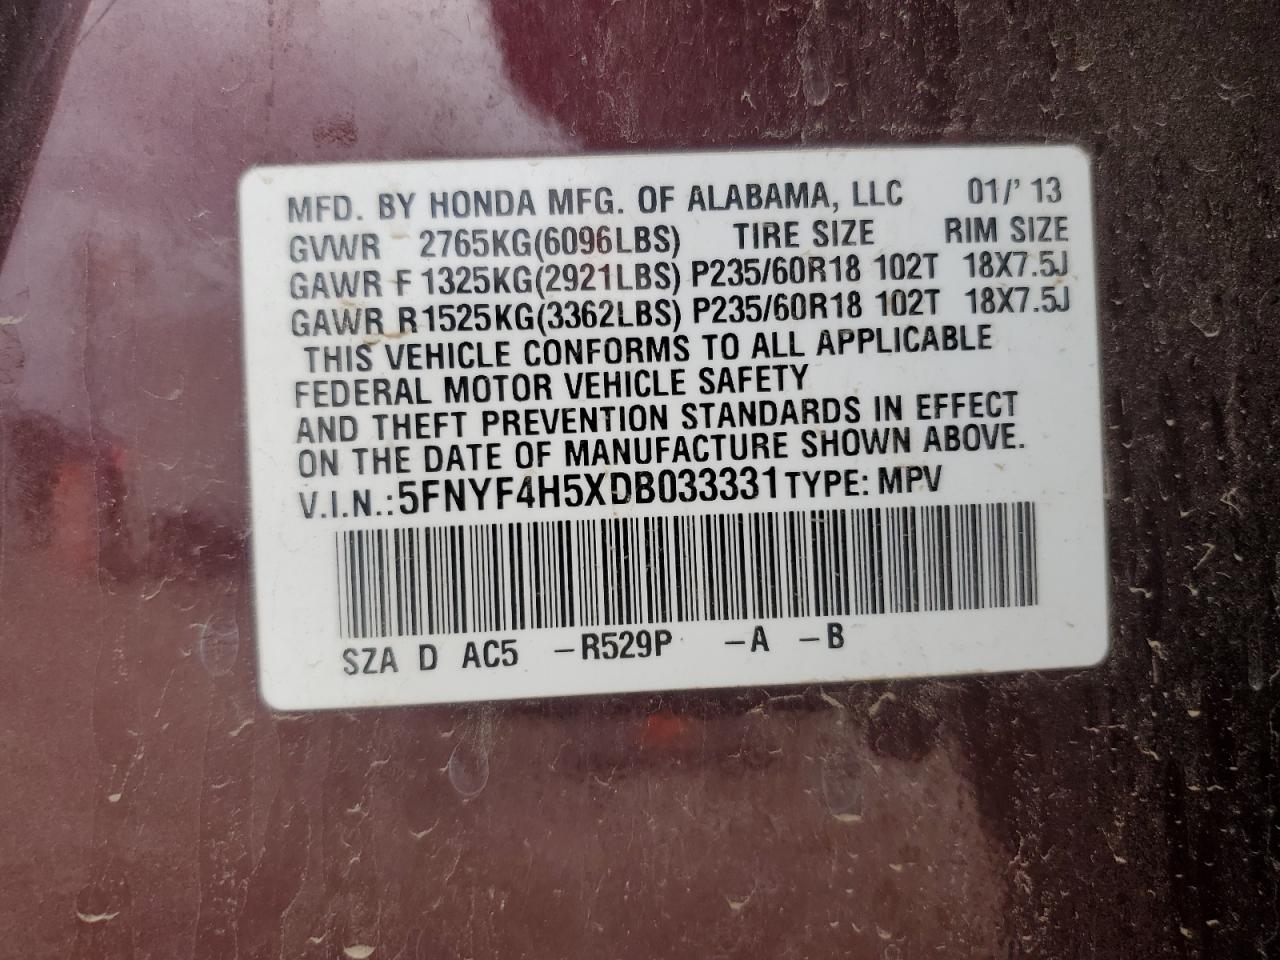 MFD. BY HONDA MFG. OF ALABAMA, LLC 01/' 13
GVWR 2765KG(6096LBS) TIRE SIZE RIM SIZE
GAWR F 1325KG(2921LBS) P235/60R18 102T 18X7.5J
GAWR R1525KG(3362LBS) P235/60R18 102T 18X7.5J
THIS VEHICLE CONFORMS TO ALL APPLICABLE
FEDERAL MOTOR VEHICLE SAFETY
AND THEFT PREVENTION STANDARDS IN EFFECT
ON THE DATE OF MANUFACTURE SHOWN ABOVE.
V.I.N.:5FNYF4H5XDB033331 TYPE: MPV
SZA D AC5 –R529P –A –B